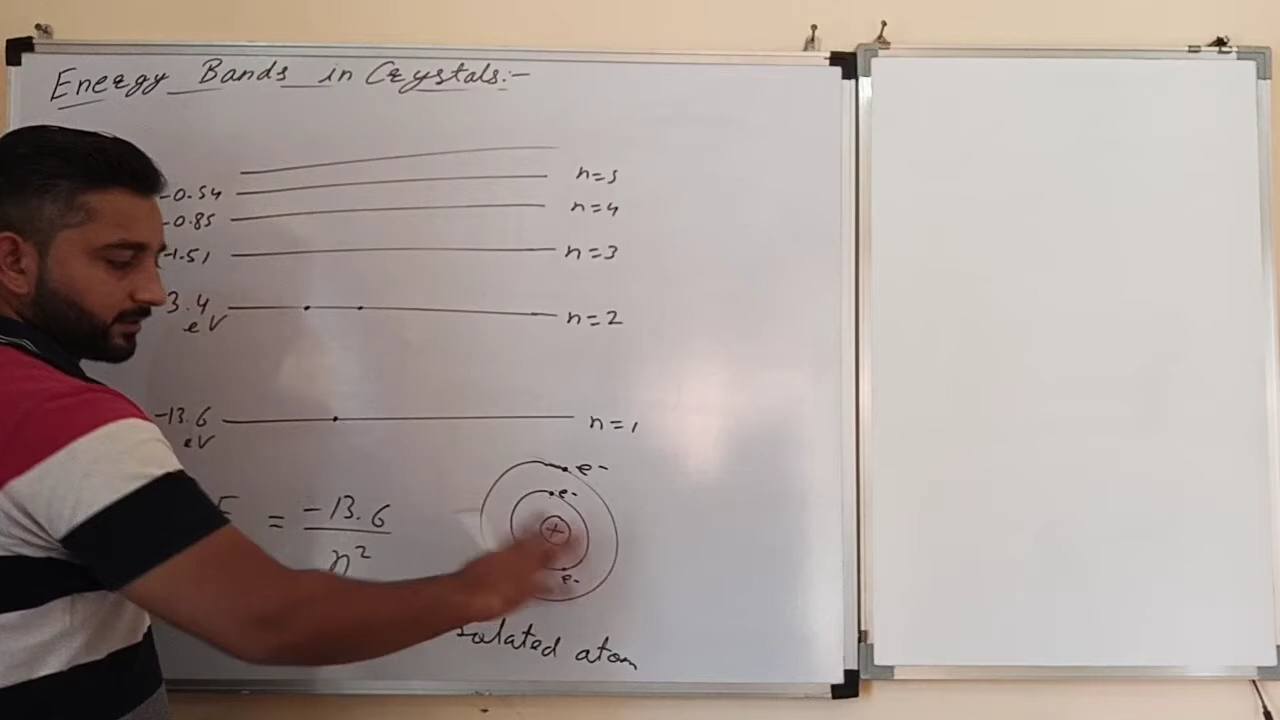 Energy Bands in Crystals:-
-0.54 n=5
-0.85 n=4
-1.51 n=3
3.4 n=2
eV
-13.6 n=1
eV
e-
e-
+
= -13.6
n²
e-
solated atom